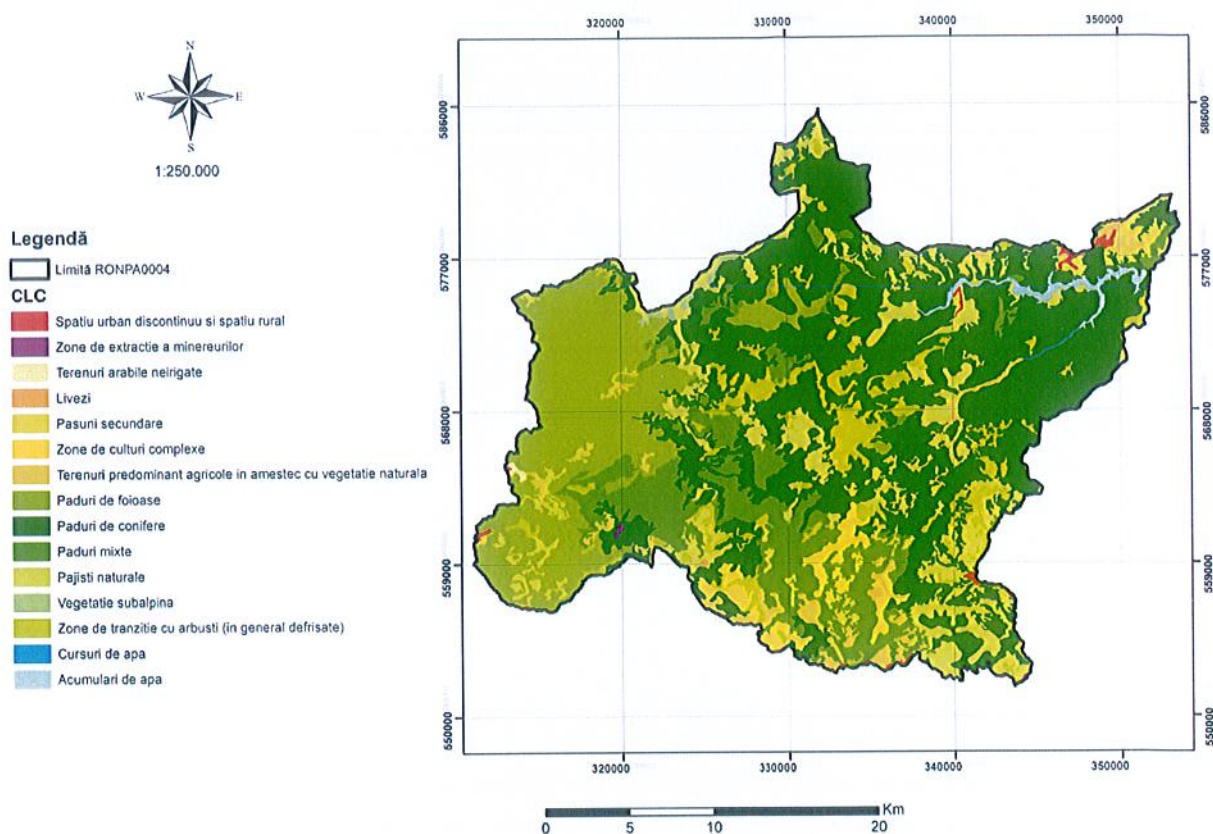 N
W
E
S
1:250.000
Legendă
Limită RONPA0004
CLC
Spatiu urban discontinuu si spatiu rural
Zone de extractie a minereurilor
Terenuri arabile neirigate
Livezi
Pasuni secundare
Zone de culturi complexe
Terenuri predominant agricole in amestec cu vegetatie naturala
Paduri de foioase
Paduri de conifere
Paduri mixte
Pajisti naturale
Vegetatie subalpina
Zone de tranzitie cu arbusti (in general defrisate)
Cursuri de apa
Acumulari de apa
320000
330000
340000
350000
586000
577000
568000
559000
550000
586000
577000
568000
559000
550000
320000
330000
340000
350000
Km
0
5
10
20